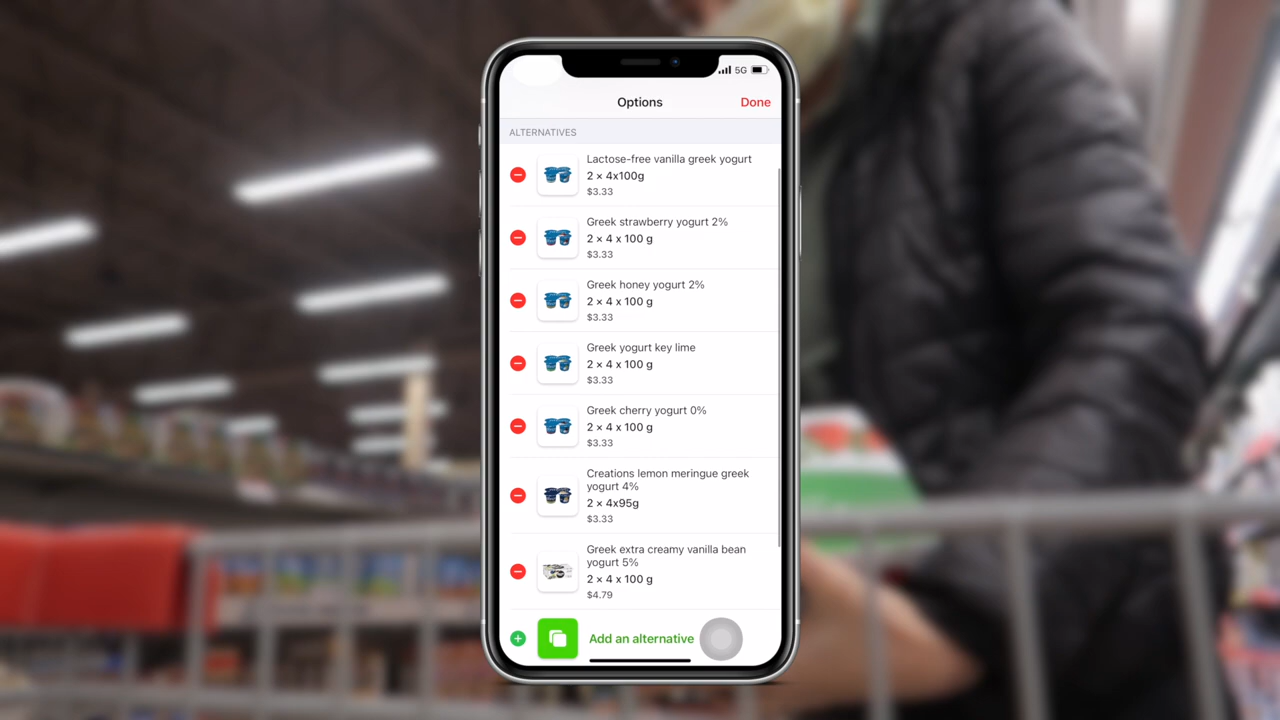 5G
Options
Done
ALTERNATIVES
Lactose-free vanilla greek yogurt
2 × 4x100g
$3.33
Greek strawberry yogurt 2%
2 × 4 x 100 g
$3.33
Greek honey yogurt 2%
2 × 4 x 100 g
$3.33
Greek yogurt key lime
2 × 4 x 100 g
$3.33
Greek cherry yogurt 0%
2 × 4 x 100 g
$3.33
Creations lemon meringue greek
yogurt 4%
2 × 4x95g
$3.33
Greek extra creamy vanilla bean
yogurt 5%
2 × 4 x 100 g
$4.79
Add an alternative